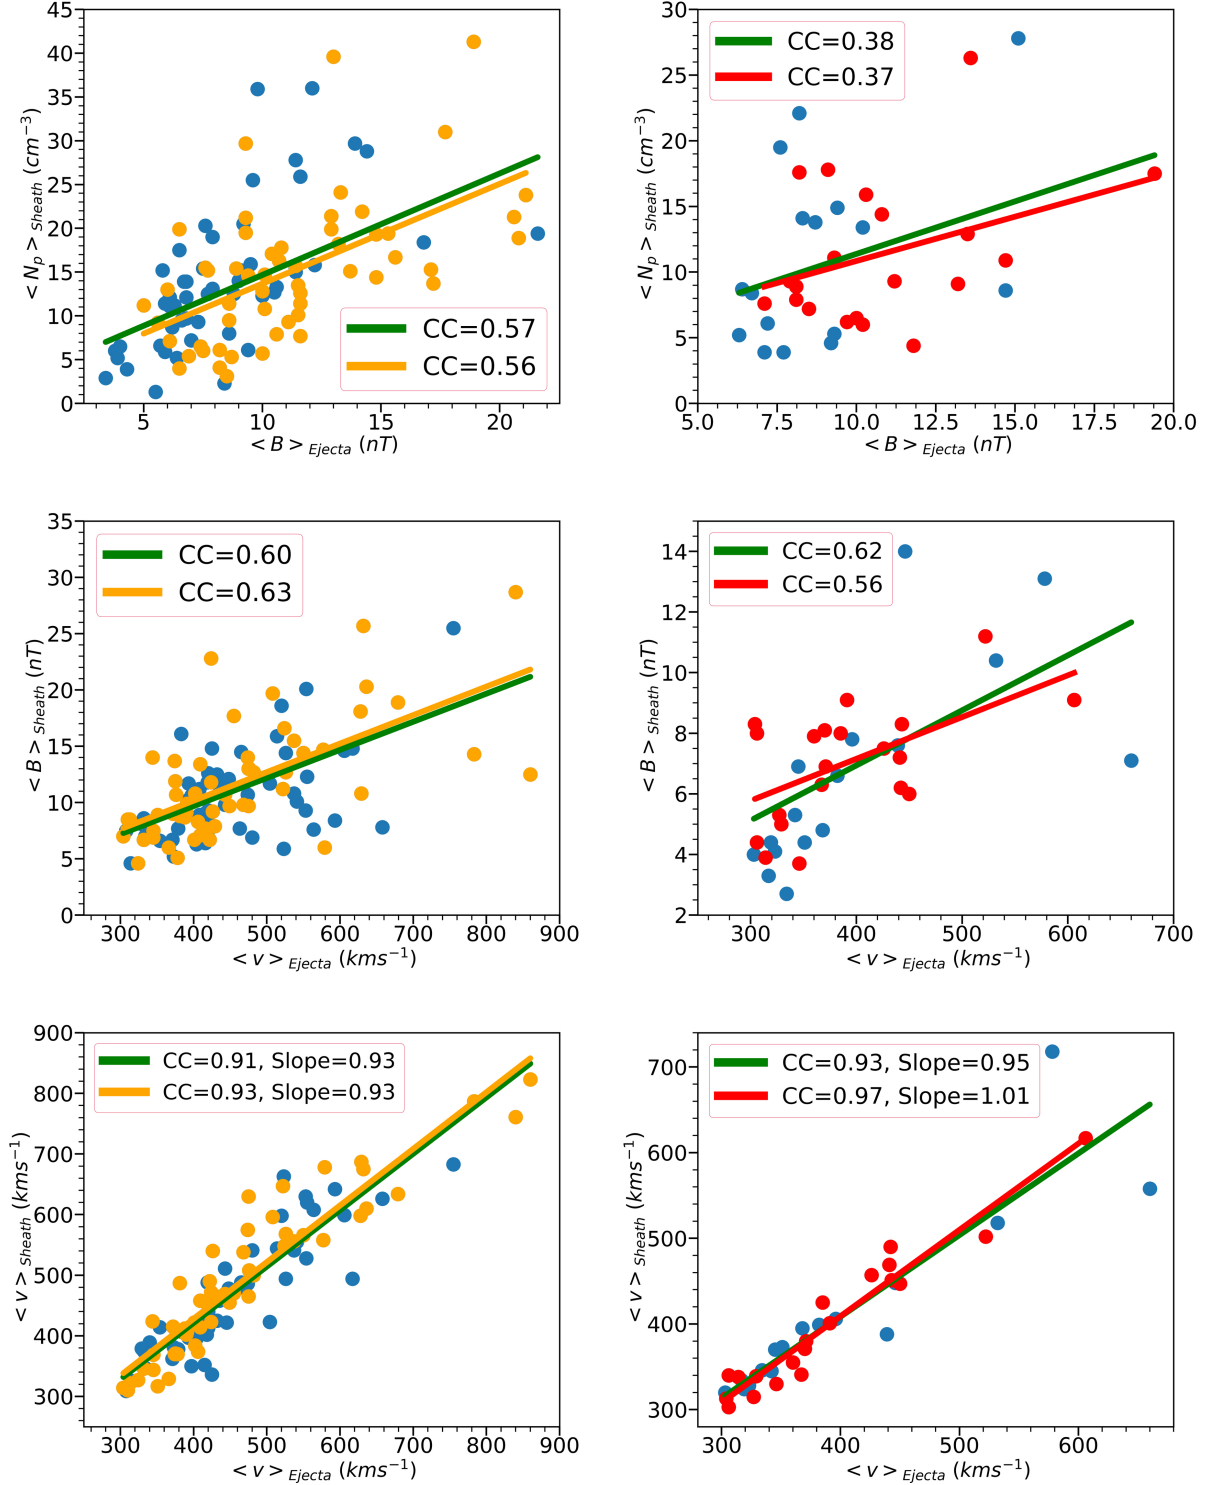 45
40
35
30
25
20
15
10
5
0
< N_p >_Sheath (cm^−3)
CC=0.57
CC=0.56
5 10 15 20
< B >_Ejecta (nT)
30
25
20
15
10
5
0
< N_p >_Sheath (cm^−3)
CC=0.38
CC=0.37
5.0 7.5 10.0 12.5 15.0 17.5 20.0
< B >_Ejecta (nT)
35
30
25
20
15
10
5
0
< B >_Sheath (nT)
CC=0.60
CC=0.63
300 400 500 600 700 800 900
< v >_Ejecta (kms^−1)
14
12
10
8
6
4
2
< B >_Sheath (nT)
CC=0.62
CC=0.56
300 400 500 600 700
< v >_Ejecta (kms^−1)
900
800
700
600
500
400
300
< v >_Sheath (kms^−1)
CC=0.91, Slope=0.93
CC=0.93, Slope=0.93
300 400 500 600 700 800 900
< v >_Ejecta (kms^−1)
700
600
500
400
300
< v >_Sheath (kms^−1)
CC=0.93, Slope=0.95
CC=0.97, Slope=1.01
300 400 500 600
< v >_Ejecta (kms^−1)